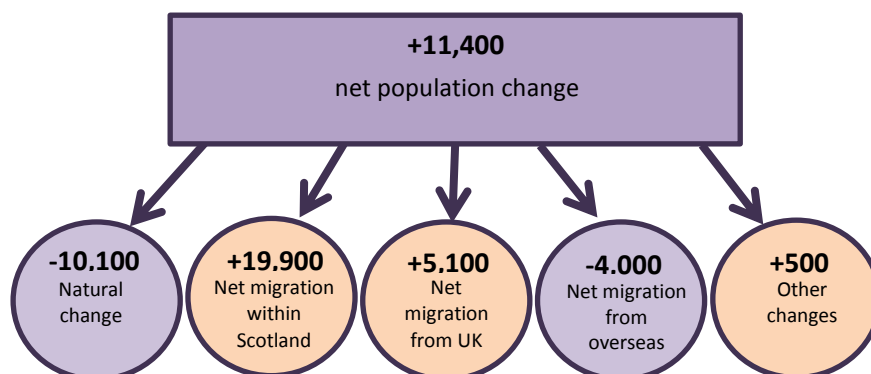 +11,400
net population change
-10,100
Natural
change
+19,900
Net migration
within
Scotland
+5,100
Net
migration
from UK
-4,000
Net migration
from
overseas
+500
Other
changes